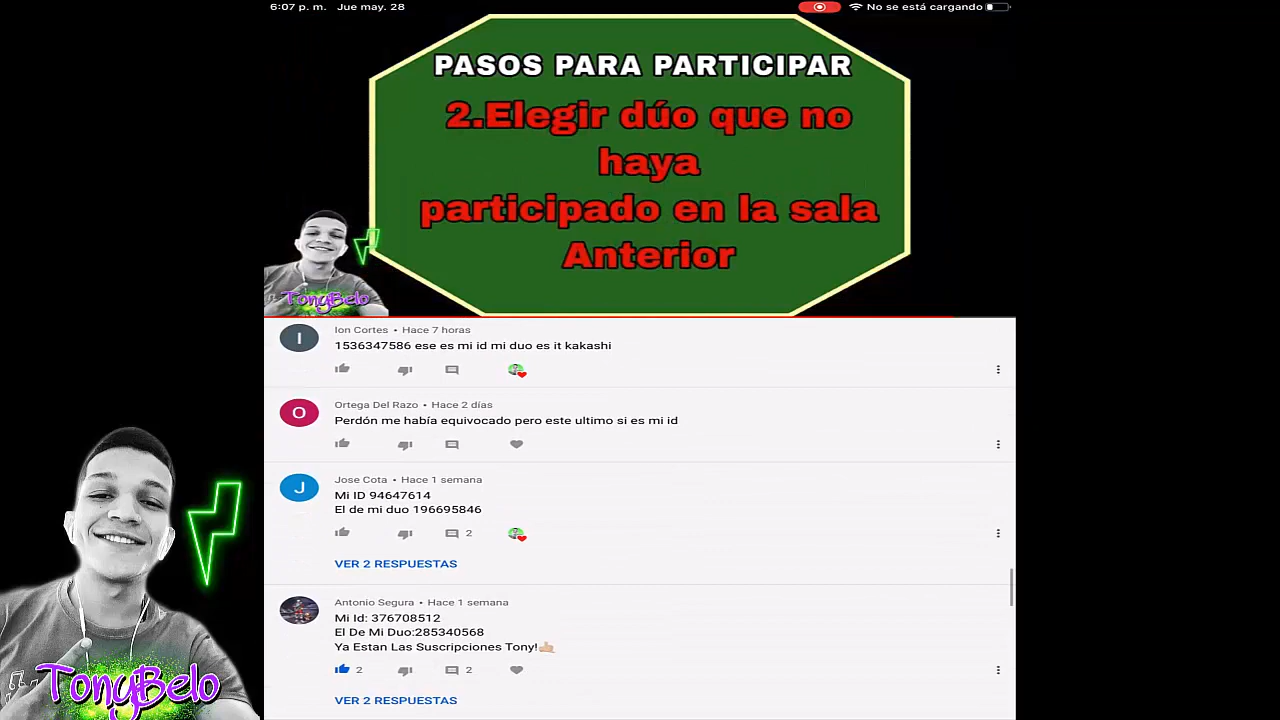 6:07 p. m. Jue may. 28
No se está cargando
PASOS PARA PARTICIPAR
2.Elegir dúo que no
haya
participado en la sala
Anterior
TonyBelo
Ion Cortes • Hace 7 horas
1536347586 ese es mi id mi duo es it kakashi
O
Ortega Del Razo • Hace 2 días
Perdón me había equivocado pero este ultimo si es mi id
J
Jose Cota • Hace 1 semana
Mi ID 94647614
El de mi duo 196695846
2
VER 2 RESPUESTAS
Antonio Segura • Hace 1 semana
Mi Id: 376708512
El De Mi Duo:285340568
Ya Estan Las Suscripciones Tony!🤙🏼
2 2
VER 2 RESPUESTAS
I
TonyBelo